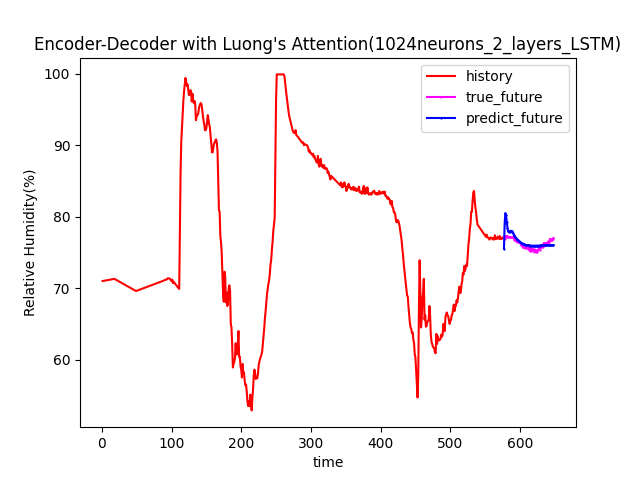 Encoder-Decoder with Luong's Attention(1024neurons_2_layers_LSTM)
history
true_future
predict_future
100
90
80
70
60
Relative Humidity(%)
0 100 200 300 400 500 600
time